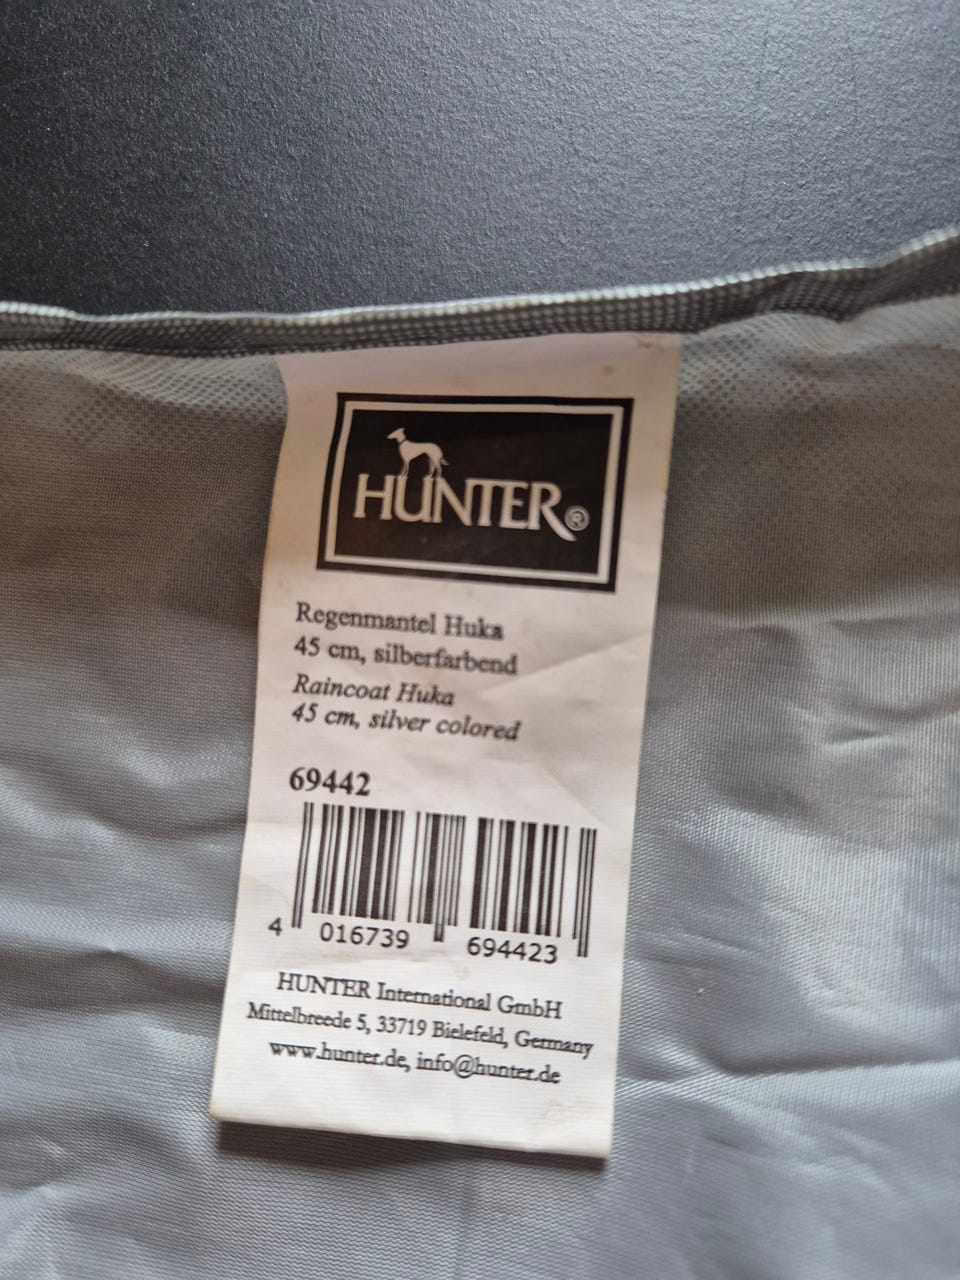 HUNTER®
Regenmantel Huka
45 cm, silberfarbend
Raincoat Huka
45 cm, silver colored
69442
4 016739 694423
HUNTER International GmbH
Mittelbreede 5, 33719 Bielefeld, Germany
www.hunter.de, info@hunter.de